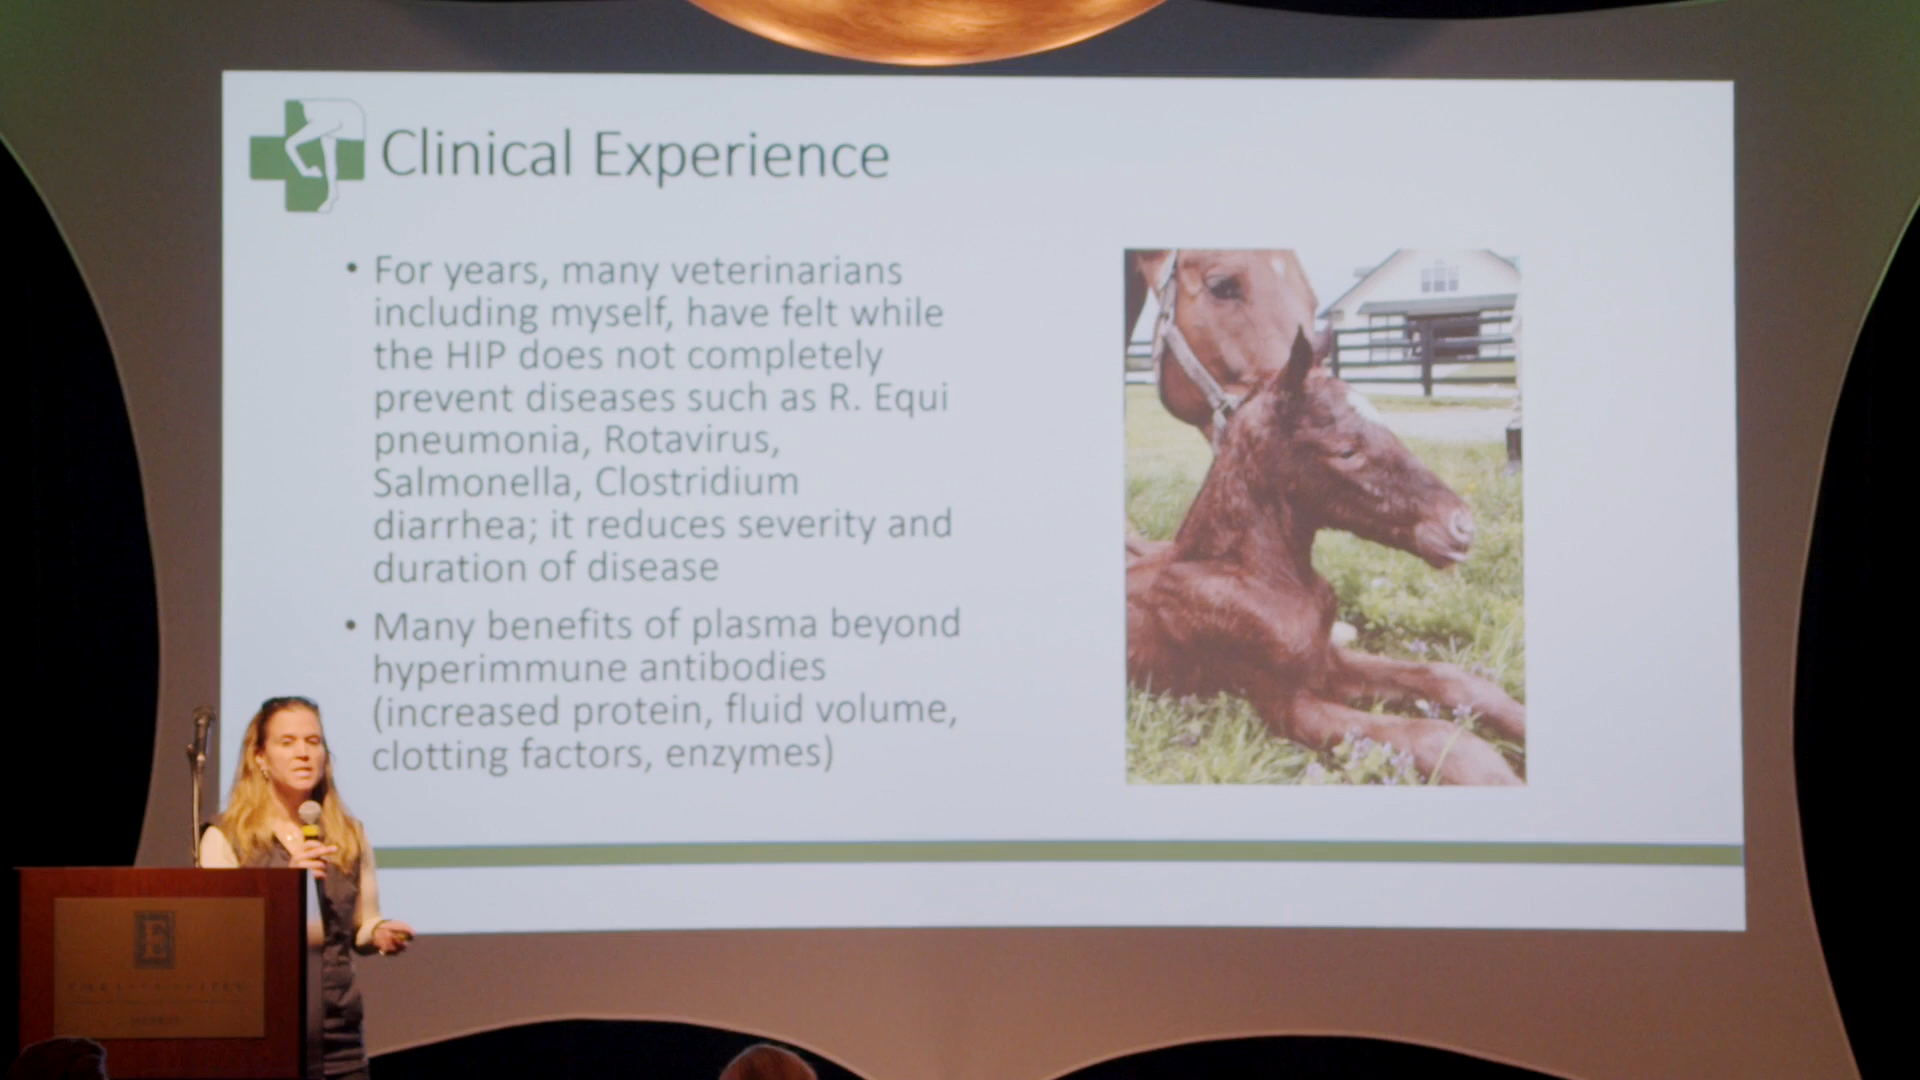 Clinical Experience
• For years, many veterinarians
including myself, have felt while
the HIP does not completely
prevent diseases such as R. Equi
pneumonia, Rotavirus,
Salmonella, Clostridium
diarrhea; it reduces severity and
duration of disease
• Many benefits of plasma beyond
hyperimmune antibodies
(increased protein, fluid volume,
clotting factors, enzymes)
E
EMBASSY SUITES